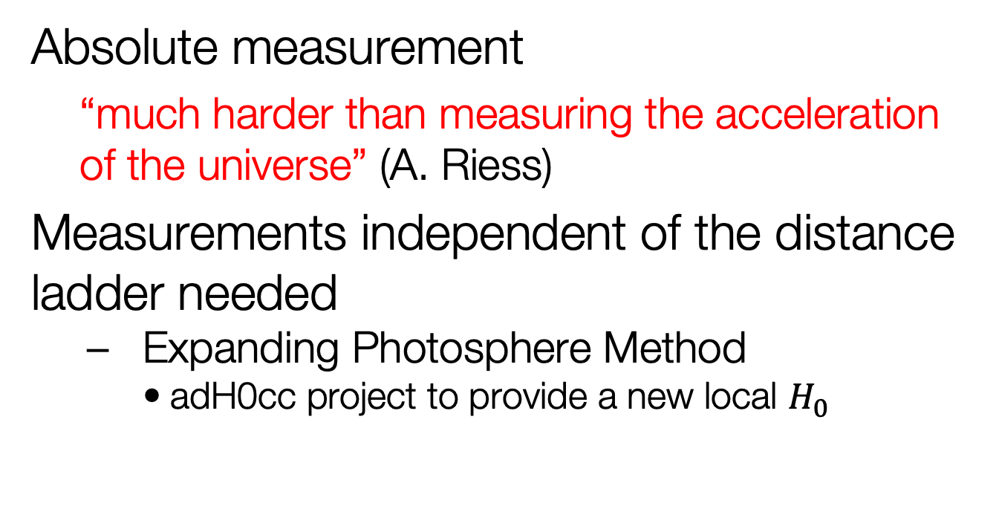 Absolute measurement
“much harder than measuring the acceleration
of the universe” (A. Riess)
Measurements independent of the distance
ladder needed
– Expanding Photosphere Method
• adH0cc project to provide a new local H₀